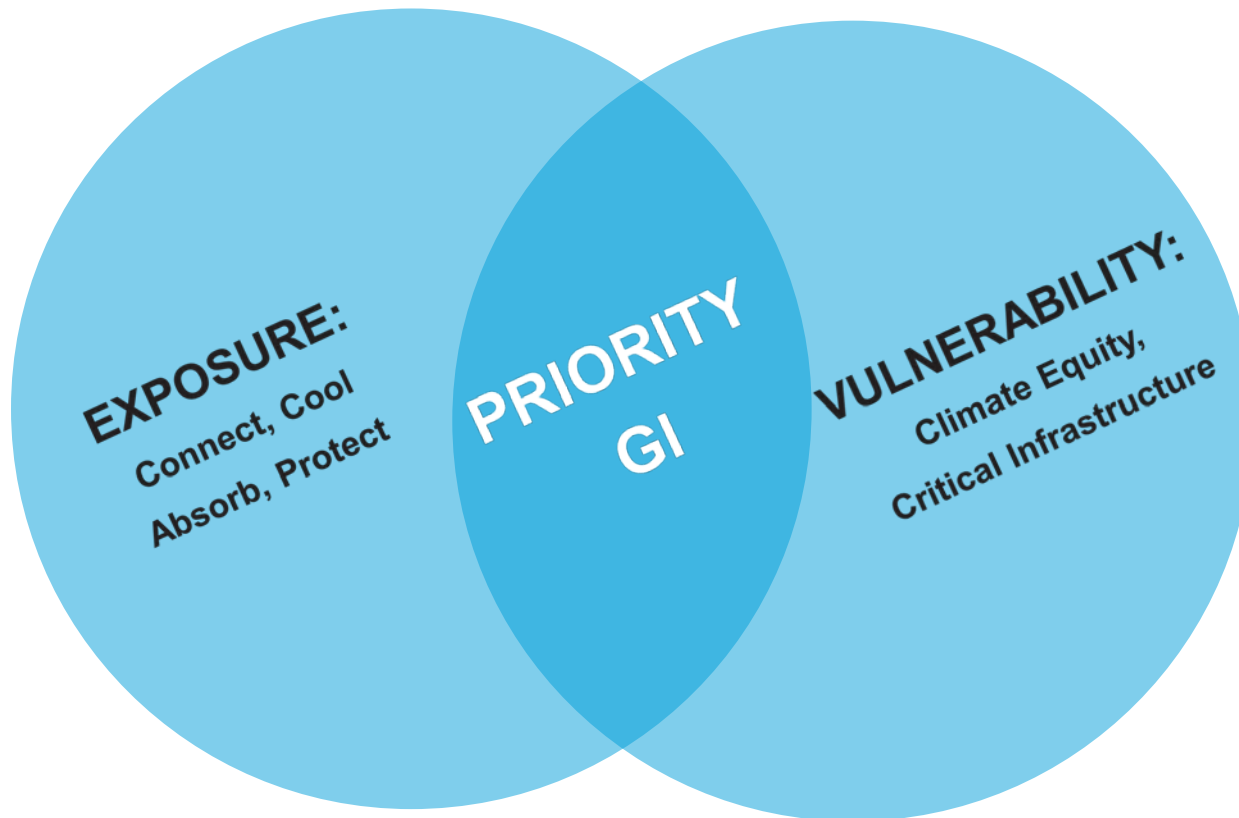 EXPOSURE:
Connect, Cool
Absorb, Protect
PRIORITY
GI
VULNERABILITY:
Climate Equity,
Critical Infrastructure